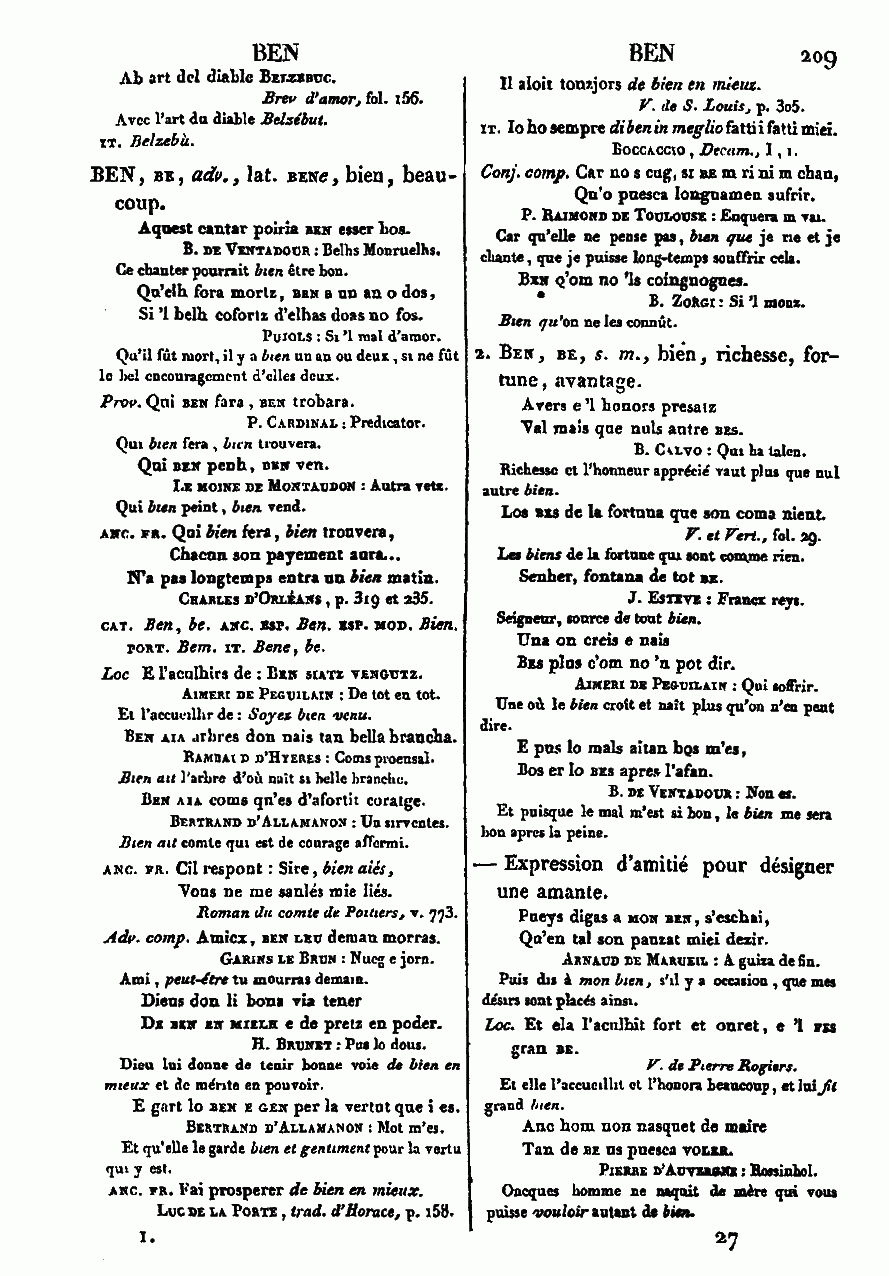 BEN BEN 209
Ab art del diable BELZEBUC.
Brev d'amor, fol. 156.
Avec l'art du diable Belzébut.
IT. Belzebù.
BEN, BE, adv., lat. BENe, bien, beau-
coup.
Aquest cantar poiria BEN esser bos.
B. DE VENTADOUR : Belhs Monruelhs.
Ce chanter pourrait bien être bon.
Qu'elh fora mortz, BEN a un an o dos,
Si 'l belh cofortz d'elhas doas no fos.
PUJOLS : Si 'l mal d'amor.
Qu'il fût mort, il y a bien un an ou deux, si ne fût
le bel encouragement d'elles deux.
Prov. Qui BEN fara, BEN trobara.
P. CARDINAL : Predicator.
Qui bien fera, bien trouvera.
Qui BEN penh, BEN ven.
LE MOINE DE MONTAUDON : Autra vetz.
Qui bien peint, bien vend.
ANC. FR. Qui bien fera, bien trouvera,
Chacun son payement aura...
N'a pas longtemps entra un bien matin.
CHARLES D'ORLÉANS, p. 319 et 235.
CAT. Ben, be. ANC. ESP. Ben. ESP. MOD. Bien.
PORT. Bem. IT. Bene, be.
Loc E l'aculhirs de : BEN SIATZ VENGUTZ.
AIMERI DE PEGUILAIN : De tot en tot.
Et l'accueillir de : Soyez bien venu.
BEN AIA arbres don nais tan bella brancha.
RAMBAUD D'HYERES : Coms proensal.
Bien ait l'arbre d'où naît si belle branche.
BEN AIA coms qu'es d'afortit coratge.
BERTRAND D'ALLAMANON : Un sirventes.
Bien ait comte qui est de courage affermi.
ANC. FR. Cil respont : Sire, bien aiés,
Vous ne me sanlés mie liés.
Roman du comte de Poitiers, v. 773.
Adv. comp. Amicx, BEN LEU deman morras.
GARINS LE BRUN : Nueg e jorn.
Ami, peut-être tu mourras demain.
Dieus don li bona via tener
DE BEN EN MIELH e de pretz en poder.
H. BRUNET : Pus lo dous.
Dieu lui donne de tenir bonne voie de bien en
mieux et de mérite en pouvoir.
E gart lo BEN E GEN per la vertut que i es.
BERTRAND D'ALLAMANON : Mot m'es.
Et qu'elle le garde bien et gentiment pour la vertu
qui y est.
ANC. FR. Fai prosperer de bien en mieux.
LUC DE LA PORTE, trad. d'Horace, p. 158.
I.
Il aloit touzjors de bien en mieuz.
V. de S. Louis, p. 305.
IT. Io ho sempre di ben in meglio fatti i fatti miei.
BOCCACCIO, Decam., I, 1.
Conj. comp. Car no s cug, SI BE m ri ni m chan,
Qu'o puesca longuamen sufrir.
P. RAIMOND DE TOULOUSE : Enquera m vai.
Car qu'elle ne pense pas, bien que je rie et je
chante, que je puisse long-temps souffrir cela.
BEN Q'om no 'ls coingnognes.
B. ZORGI : Si 'l monz.
Bien qu'on ne les connût.
2. BEN, BE, s. m., bien, richesse, for-
tune, avantage.
Avers e 'l honors presatz
Val mais que nuls autre BES.
B. CALVO : Qui ha talen.
Richesse et l'honneur apprécié vaut plus que nul
autre bien.
Los BES de la fortuna que son coma nient.
V. et Vert., fol. 29.
Les biens de la fortune qui sont comme rien.
Senher, fontana de tot BE.
J. ESTEVE : Francx reys.
Seigneur, source de tout bien.
Una on creis e nais
BES plus c'om no 'n pot dir.
AIMERI DE PEGUILAIN : Qui soffrir.
Une où le bien croît et naît plus qu'on n'en peut
dire.
E pus lo mals aitan bos m'es,
Bos er lo BES apres l'afan.
B. DE VENTADOUR : Non es.
Et puisque le mal m'est si bon, le bien me sera
bon apres la peine.
— Expression d'amitié pour désigner
une amante.
Pueys digas a MON BEN, s'eschai,
Qu'en tal son pauzat miei dezir.
ARNAUD DE MARUEIL : A guiza de fin.
Puis dis à mon bien, s'il y a occasion, que mes
désirs sont placés ainsi.
Loc. Et ela l'aculhit fort et onret, e 'l FES
gran BE.
V. de Pierre Rogiers.
Et elle l'accueillit et l'honora beaucoup, et lui fit
grand bien.
Anc hom non nasquet de maire
Tan de BE us puesca VOLER.
PIERRE D'AUVERGNE : Rossinhol.
Oncques homme ne naquit de mère qui vous
puisse vouloir autant de bien.
27